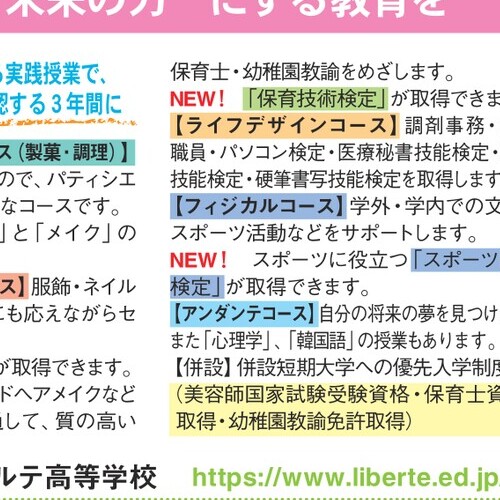 未来の力 にする教育を
実践授業で、
する3年間に
ス(製菓・調理)】
ので、パティシエ
なコースです。
」と「メイク」の
ス】服飾・ネイル
にも応えながらセ
が取得できます。
ドヘアメイクなど
通して、質の高い
保育士・幼稚園教諭をめざします。
NEW! 「保育技術検定」が取得できま
【ライフデザインコース】調剤事務・
職員・パソコン検定・医療秘書技能検定・
技能検定・硬筆書写技能検定を取得します
【フィジカルコース】学外・学内での文
スポーツ活動などをサポートします。
NEW! スポーツに役立つ「スポーツ
検定」が取得できます。
【アンダンテコース】自分の将来の夢を見つけ
また「心理学」、「韓国語」の授業もあります。
【併設】併設短期大学への優先入学制度
(美容師国家試験受験資格・保育士資
取得・幼稚園教諭免許取得)
ルテ高等学校 https://www.liberte.ed.jp